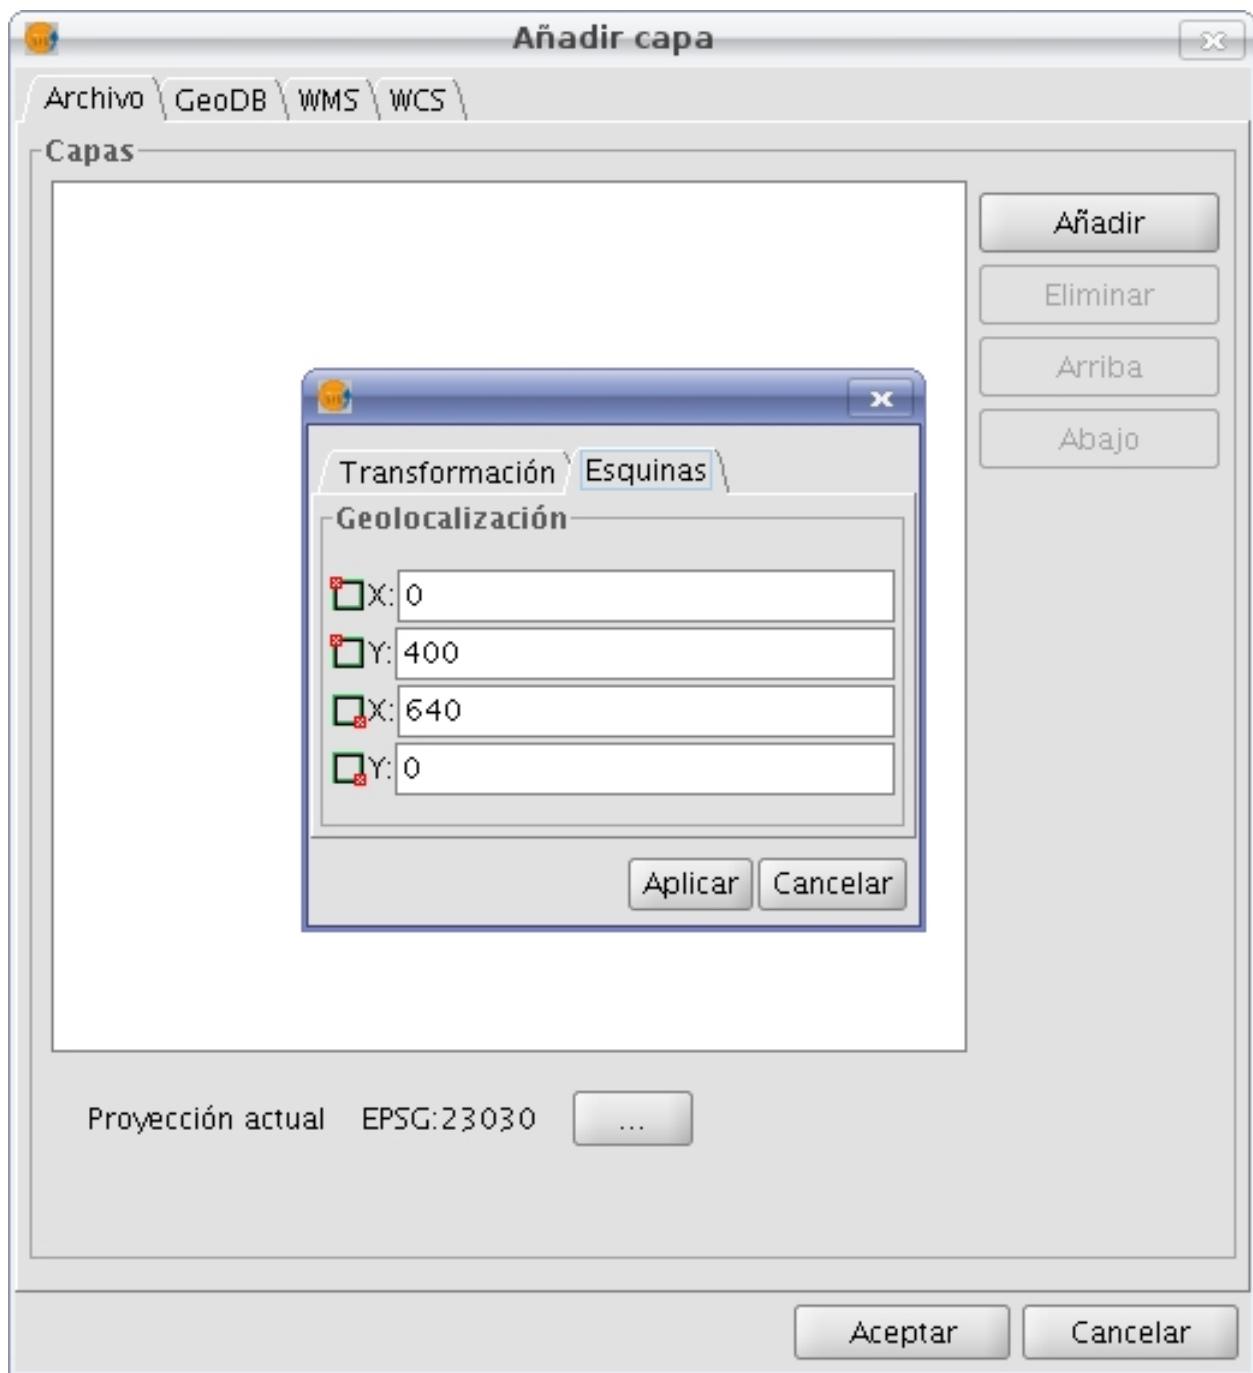 Añadir capa
Archivo GeoDB WMS WCS
Capas
Añadir
Eliminar
Arriba
Abajo
Transformación Esquinas
Geolocalización
X: 0
Y: 400
X: 640
Y: 0
Aplicar Cancelar
Proyección actual EPSG:23030 ...
Aceptar Cancelar